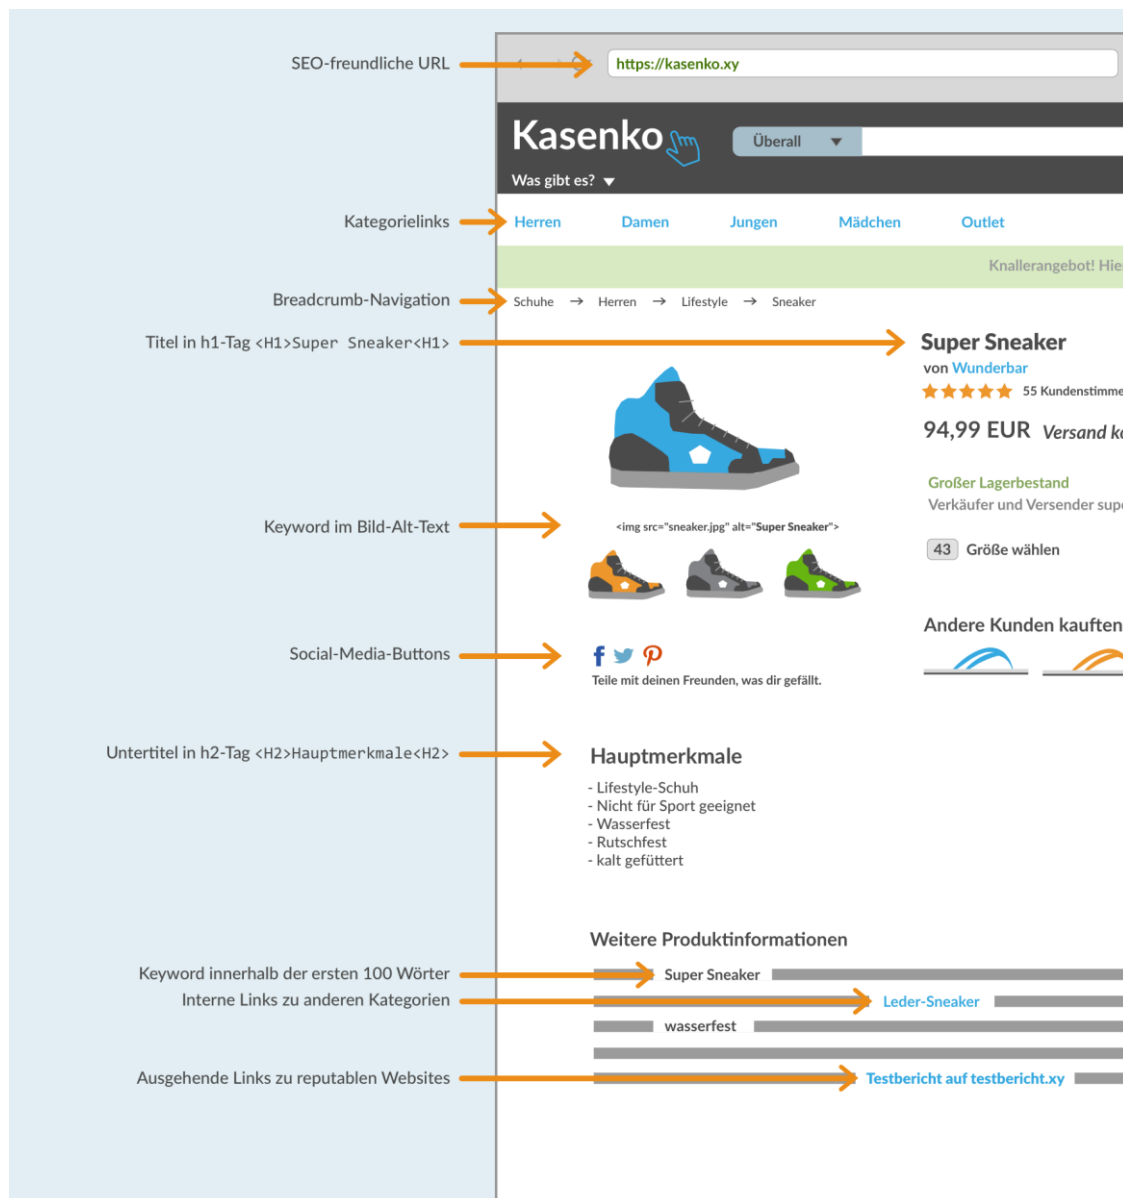 SEO-freundliche URL
https://kasenko.xy
Kasenko
Überall
Was gibt es?
Kategorielinks
Herren Damen Jungen Mädchen Outlet
Knallerangebot!
Breadcrumb-Navigation
Schuhe → Herren → Lifestyle → Sneaker
Titel in h1-Tag <H1>Super Sneaker<H1>
Super Sneaker
von Wunderbar
55 Kundenstimme
94,99 EUR Versand
Großer Lagerbestand
Verkäufer und Versender
Keyword im Bild-Alt-Text
<img src="sneaker.jpg" alt="Super Sneaker">
43 Größe wählen
Andere Kunden kauften
Social-Media-Buttons
Teile mit deinen Freunden, was dir gefällt.
Untertitel in h2-Tag <H2>Hauptmerkmale<H2>
Hauptmerkmale
- Lifestyle-Schuh
- Nicht für Sport geeignet
- Wasserfest
- Rutschfest
- kalt gefüttert
Weitere Produktinformationen
Keyword innerhalb der ersten 100 Wörter
Super Sneaker
Interne Links zu anderen Kategorien
Leder-Sneaker
wasserfest
Ausgehende Links zu reputablen Websites
Testbericht auf testbericht.xy